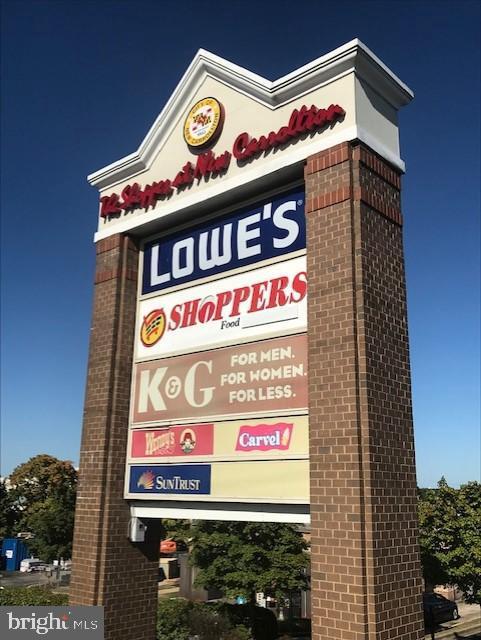 The Shoppes at New Carrollton
LOWE'S
SHOPPERS
Food
K&G
FOR MEN.
FOR WOMEN.
FOR LESS.
Wendy's
Carvel
SUNTRUST
bright MLS